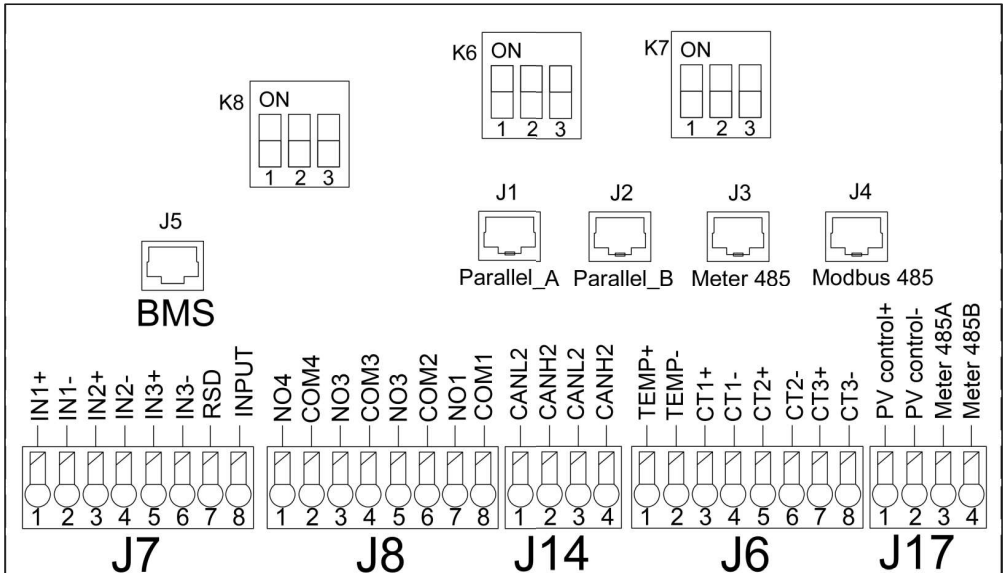 K6 ON
1 2 3
K7 ON
1 2 3
K8 ON
1 2 3
J5
BMS
J1
Parallel_A
J2
Parallel_B
J3
Meter 485
J4
Modbus 485
IN1+
IN1-
IN2+
IN2-
IN3+
IN3-
RSD
INPUT
1 2 3 4 5 6 7 8
J7
NO4
COM4
NO3
COM3
NO3
COM2
NO1
COM1
1 2 3 4 5 6 7 8
J8
CANL2
CANH2
CANL2
CANH2
1 2 3 4
J14
TEMP+
TEMP-
CT1+
CT1-
CT2+
CT2-
CT3+
CT3-
1 2 3 4 5 6 7 8
J6
PV control+
PV control-
Meter 485A
Meter 485B
1 2 3 4
J17